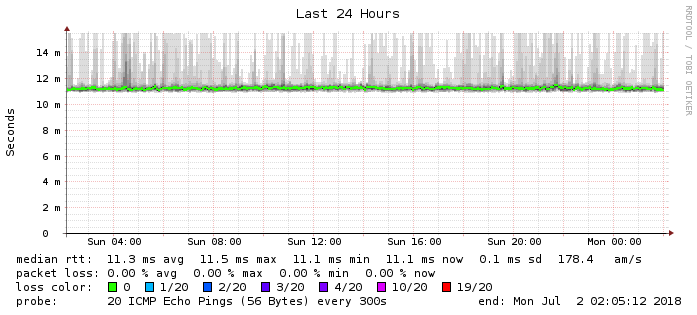 Last 24 Hours
RRDTOOL / TOBI OETIKER
Seconds
14 m
12 m
10 m
8 m
6 m
4 m
2 m
0
Sun 04:00 Sun 08:00 Sun 12:00 Sun 16:00 Sun 20:00 Mon 00:00
median rtt: 11.3 ms avg 11.5 ms max 11.1 ms min 11.1 ms now 0.1 ms sd 178.4 am/s
packet loss: 0.00 % avg 0.00 % max 0.00 % min 0.00 % now
loss color: 0 1/20 2/20 3/20 4/20 10/20 19/20
probe: 20 ICMP Echo Pings (56 Bytes) every 300s end: Mon Jul 2 02:05:12 2018